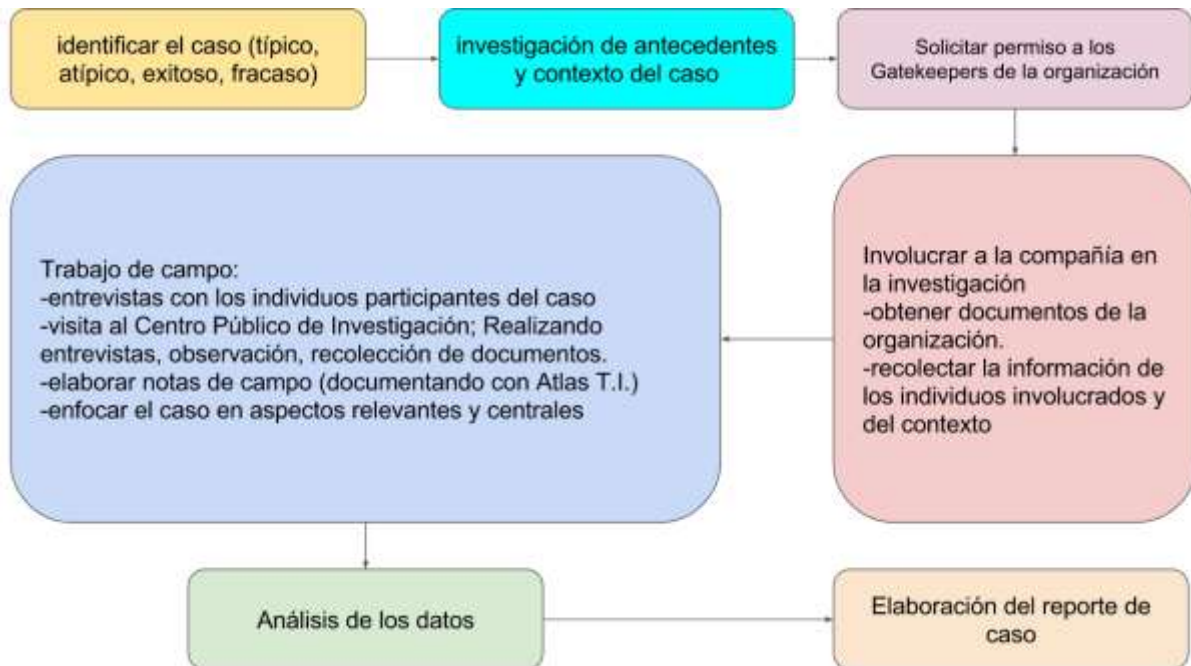 identificar el caso (típico,
atípico, exitoso, fracaso)
investigación de antecedentes
y contexto del caso
Solicitar permiso a los
Gatekeepers de la organización
Involucrar a la compañía en
la investigación
-obtener documentos de la
organización.
-recolectar la información de
los individuos involucrados y
del contexto
Trabajo de campo:
-entrevistas con los individuos participantes del caso
-visita al Centro Público de Investigación; Realizando
entrevistas, observación, recolección de documentos.
-elaborar notas de campo (documentando con Atlas T.I.)
-enfocar el caso en aspectos relevantes y centrales
Análisis de los datos
Elaboración del reporte de
caso